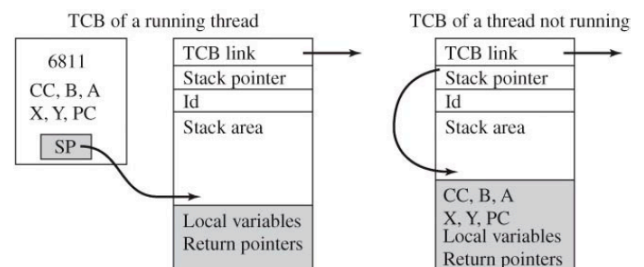 TCB of a running thread
6811
CC, B, A
X, Y, PC
SP
TCB link
Stack pointer
Id
Stack area
Local variables
Return pointers
TCB of a thread not running
TCB link
Stack pointer
Id
Stack area
CC, B, A
X, Y, PC
Local variables
Return pointers